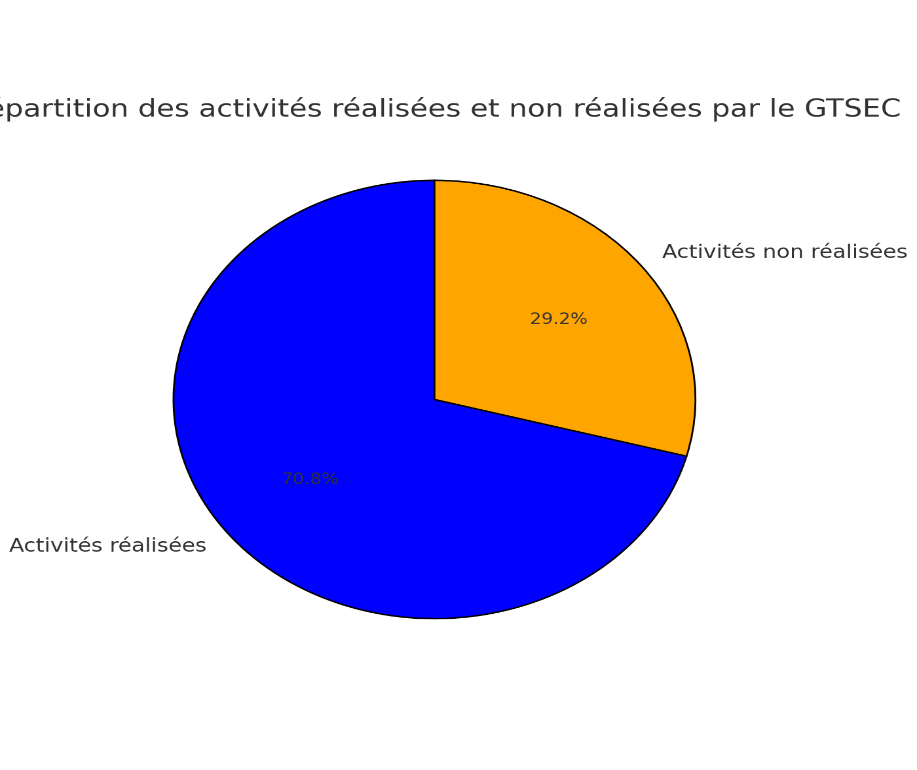 épartition des activités réalisées et non réalisées par le GTSEC
Activités non réalisées
29.2%
70.8%
Activités réalisées